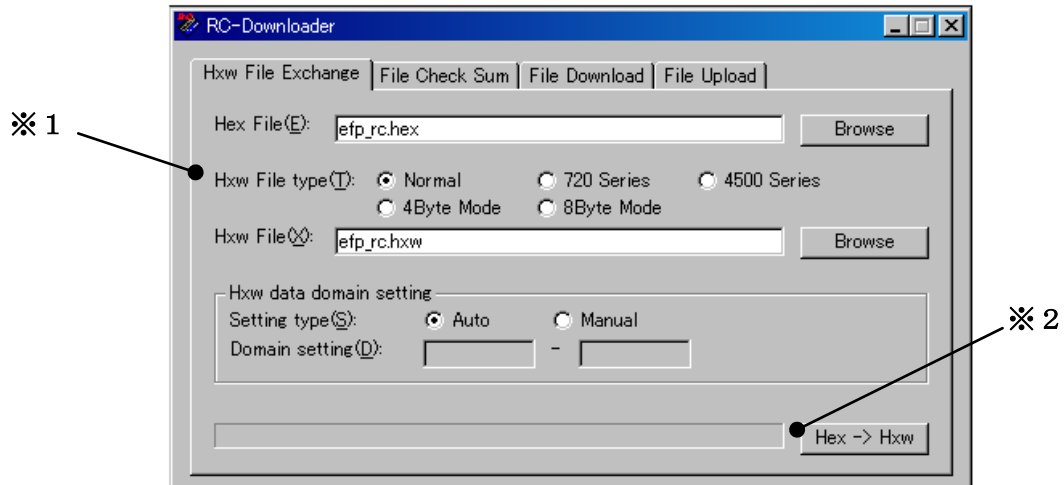 RC-Downloader
Hxw File Exchange File Check Sum File Download File Upload
※1
Hex File(E): efp_rc.hex Browse
Hxw File type(T): Normal 720 Series 4500 Series
4Byte Mode 8Byte Mode
Hxw File(X): efp_rc.hxw Browse
Hxw data domain setting
Setting type(S): Auto Manual
※2
Domain setting(D): -
Hex -> Hxw